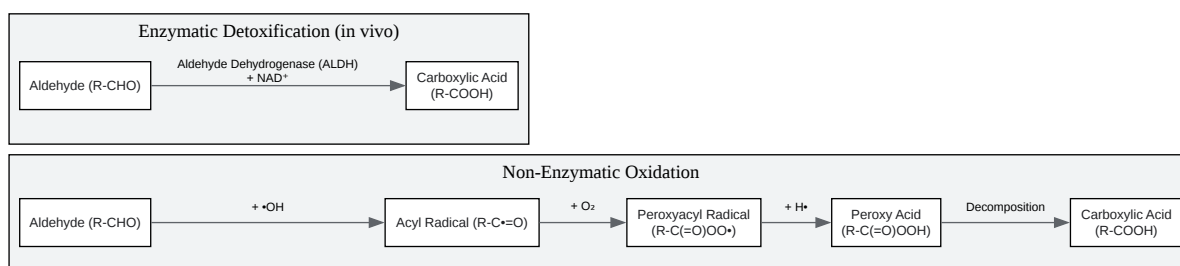 Enzymatic Detoxification (in vivo)
Aldehyde (R-CHO)
Aldehyde Dehydrogenase (ALDH)
+ NAD⁺
Carboxylic Acid
(R-COOH)
Non-Enzymatic Oxidation
Aldehyde (R-CHO)
+ •OH
Acyl Radical (R-C•=O)
+ O₂
Peroxyacyl Radical
(R-C(=O)OO•)
+ H•
Peroxy Acid
(R-C(=O)OOH)
Decomposition
Carboxylic Acid
(R-COOH)